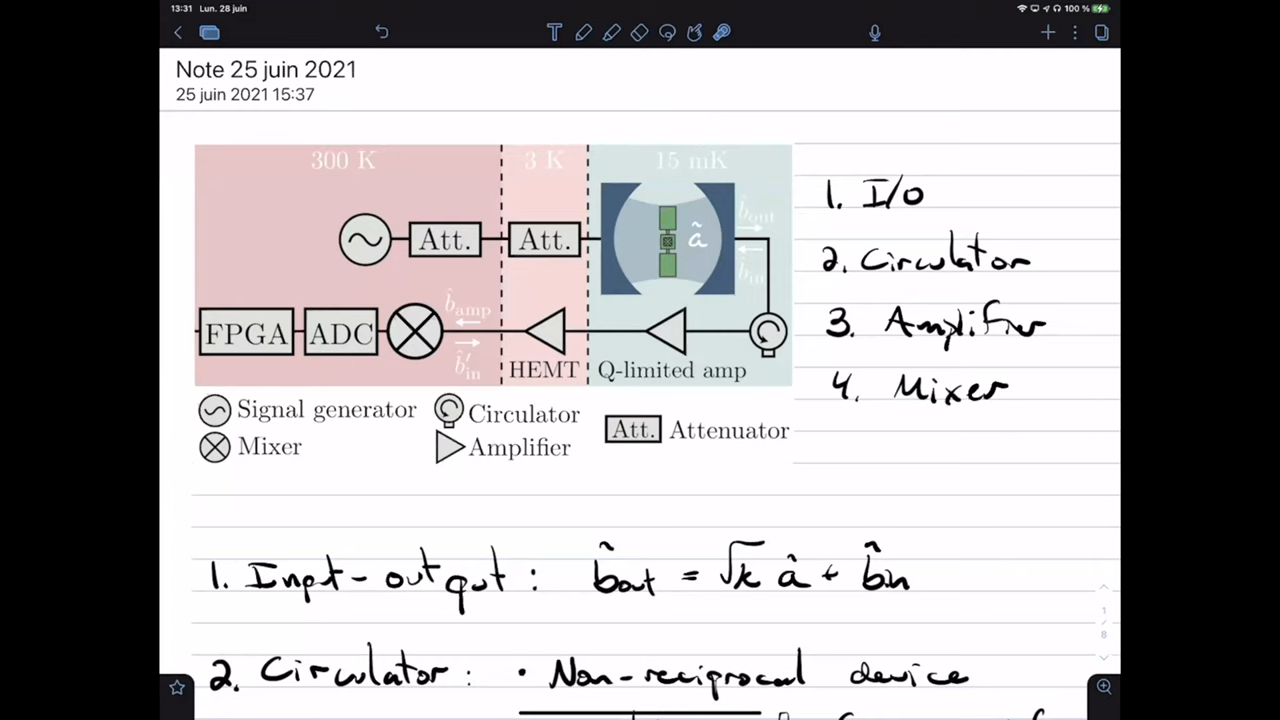 13:31 Lun. 28 juin
100 %
Note 25 juin 2021
25 juin 2021 15:37
300 K 3 K 15 mK
Att. Att. â b̂out
b̂in
FPGA ADC b̂amp
b̂′in
HEMT Q-limited amp
Signal generator Circulator Att. Attenuator
Mixer Amplifier
1. I/O
2. Circulator
3. Amplifier
4. Mixer
1. Input-output : b̂out = √κ â + b̂in
2. Circulator : • Non-reciprocal device
1
/
8